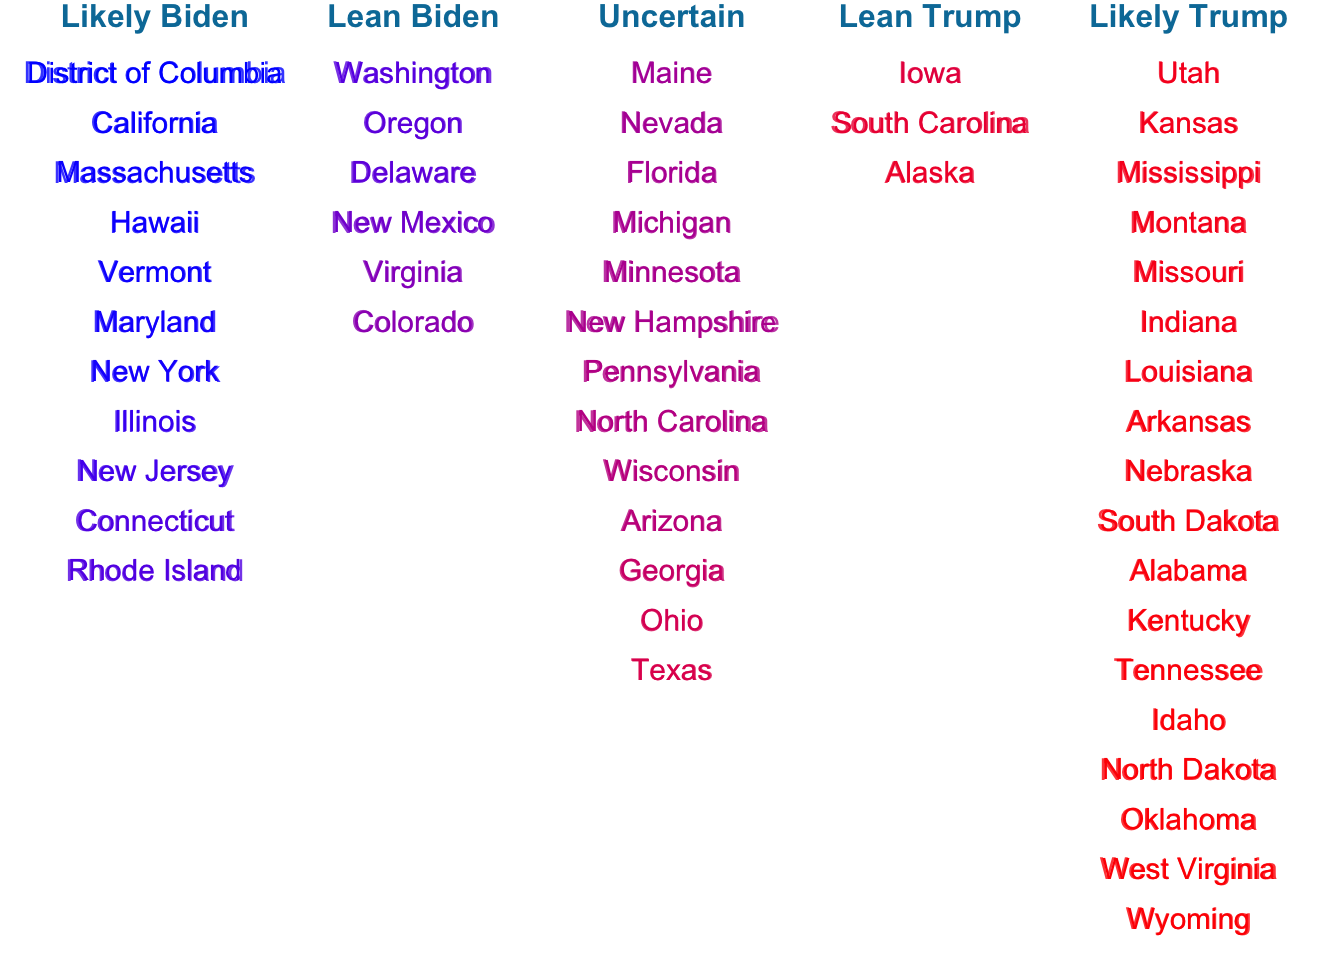 Likely Biden Lean Biden Uncertain Lean Trump Likely Trump
District of Columbia Washington Maine Iowa Utah
California Oregon Nevada South Carolina Kansas
Massachusetts Delaware Florida Alaska Mississippi
Hawaii New Mexico Michigan Montana
Vermont Virginia Minnesota Missouri
Maryland Colorado New Hampshire Indiana
New York Pennsylvania Louisiana
Illinois North Carolina Arkansas
New Jersey Wisconsin Nebraska
Connecticut Arizona South Dakota
Rhode Island Georgia Alabama
Ohio Kentucky
Texas Tennessee
Idaho
North Dakota
Oklahoma
West Virginia
Wyoming